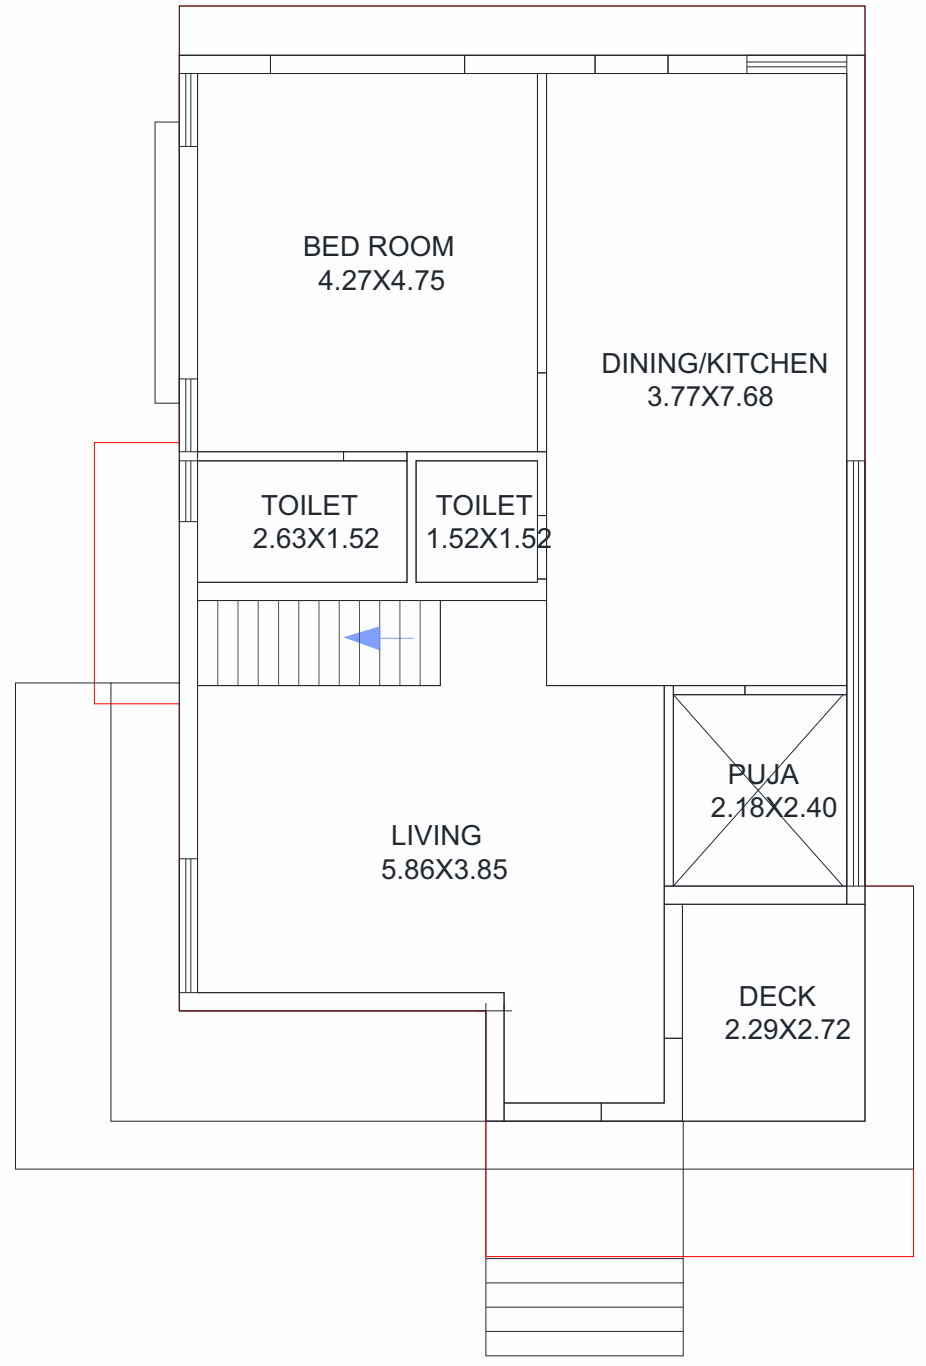 BED ROOM
4.27X4.75
DINING/KITCHEN
3.77X7.68
TOILET
2.63X1.52
TOILET
1.52X1.52
PUJA
2.18X2.40
LIVING
5.86X3.85
DECK
2.29X2.72